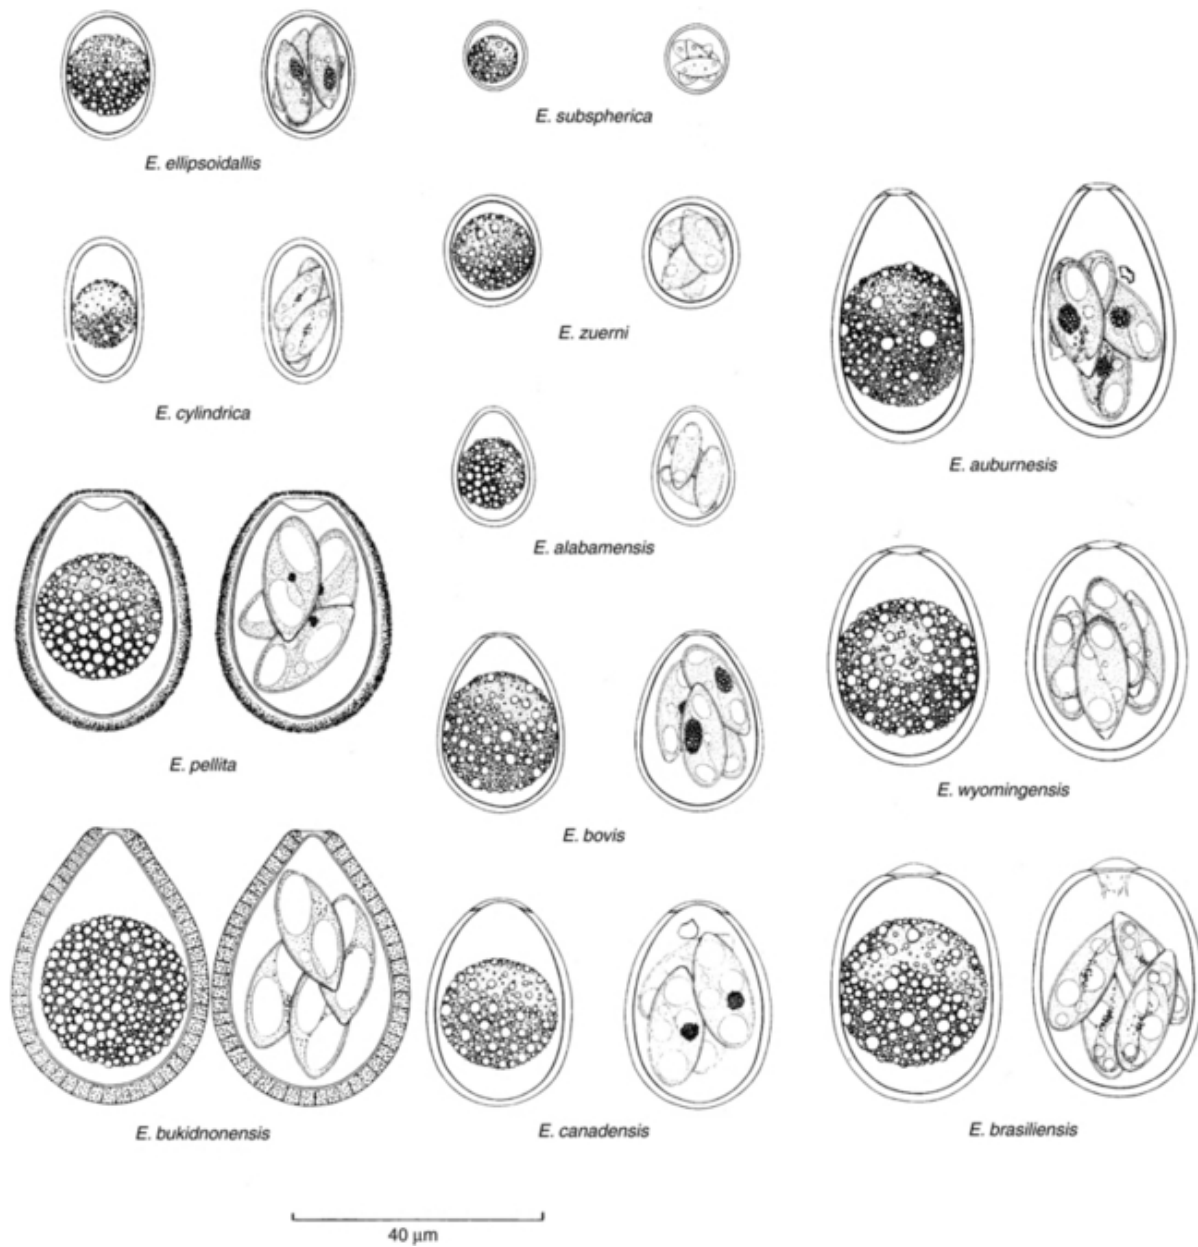 E. ellipsoidallis
E. subspherica
E. zuerni
E. cylindrica
E. auburnesis
E. alabamensis
E. pellita
E. wyomingensis
E. bovis
E. bukidnonensis
E. canadensis
E. brasiliensis
40 µm